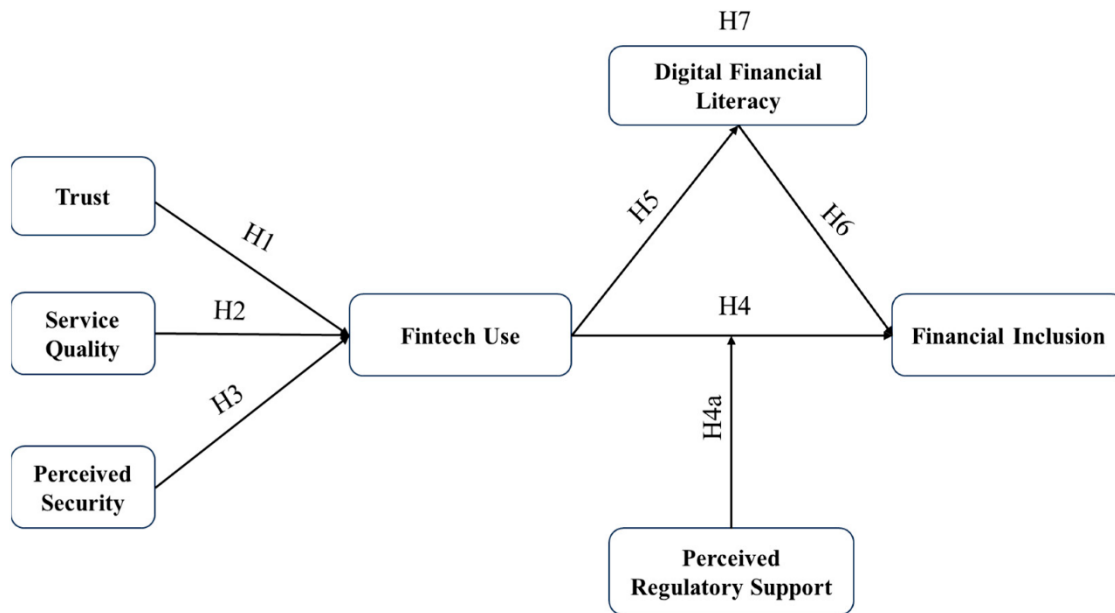 H7
Digital Financial
Literacy
Trust
H1
H5
H6
Service
Quality
H2
Fintech Use
H4
Financial Inclusion
H3
H4a
Perceived
Security
Perceived
Regulatory Support